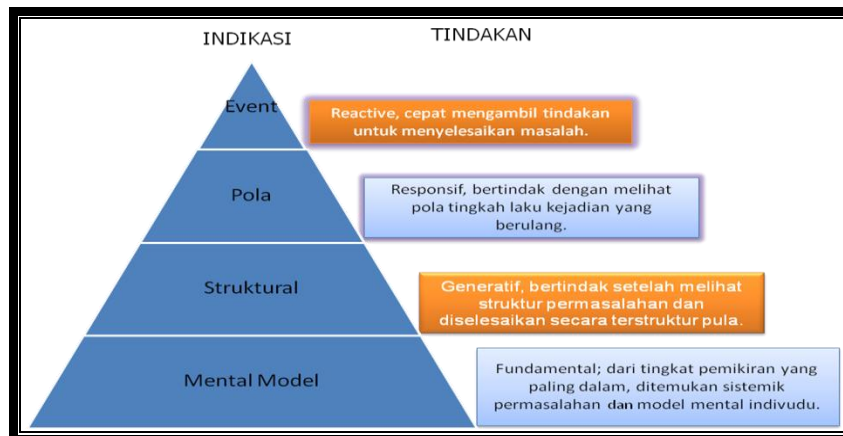 INDIKASI
TINDAKAN
Event
Reactive, cepat mengambil tindakan
untuk menyelesaikan masalah.
Pola
Responsif, bertindak dengan melihat
pola tingkah laku kejadian yang
berulang.
Struktural
Generatif, bertindak setelah melihat
struktur permasalahan dan
diselesaikan secara terstruktur pula.
Mental Model
Fundamental; dari tingkat pemikiran yang
paling dalam, ditemukan sistemik
permasalahan dan model mental indivudu.